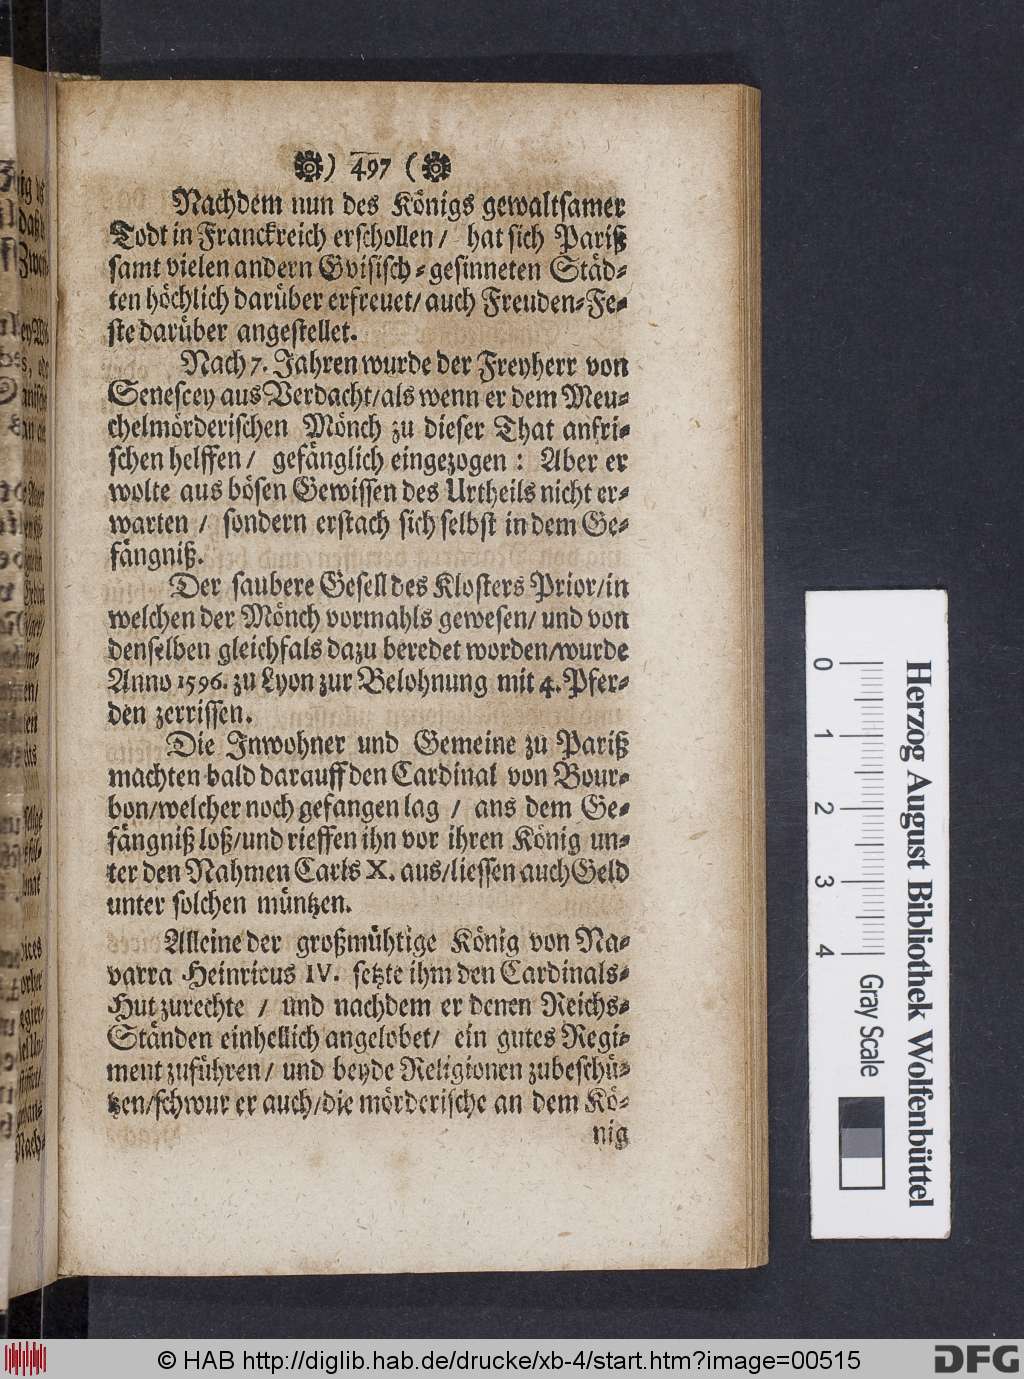 ) 497 (
Nachdem nun des Königs gewaltsamer
Todt in Franckreich erschollen / hat sich Pariß
samt vielen andern Gvisisch-gesinneten Städ-
ten höchlich darüber erfreuet / auch Freuden-Fe-
ste darüber angestellet.
Nach 7. Jahren wurde der Freyherr von
Senescey aus Verdacht / als wenn er dem Meu-
chelmörderischen Mönch zu dieser That anfri-
schen helffen / gefänglich eingezogen : Aber er
wolte aus bösen Gewissen des Urtheils nicht er-
warten / sondern erstach sich selbst in dem Ge-
fängniß.
Der saubere Gesell des Klosters Prior / in
welchen der Mönch vormahls gewesen / und von
denselben gleichfals dazu beredet worden / wurde
Anno 1596. zu Lyon zur Belohnung mit 4. Pfer-
den zerrissen.
Die Inwohner und Gemeine zu Pariß
machten bald darauff den Cardinal von Bour-
bon / welcher noch gefangen lag / ans dem Ge-
fängniß loß / und rieffen ihn vor ihren König un-
ter den Nahmen Carls X. aus / liessen auch Geld
unter solchen müntzen.
Alleine der großmühtige König von Na-
varra Heinricus IV. setzte ihm den Cardinals-
Hut zurechte / und nachdem er denen Reichs-
Ständen einhellich angelobet / ein gutes Regi-
ment zuführen / und beyde Religionen zubeschü-
tzen / schwur er auch / die mörderische an dem Kö-
nig
0 1 2 3 4
Gray Scale
Herzog August Bibliothek Wolfenbüttel
© HAB http://diglib.hab.de/drucke/xb-4/start.htm?image=00515
DFG